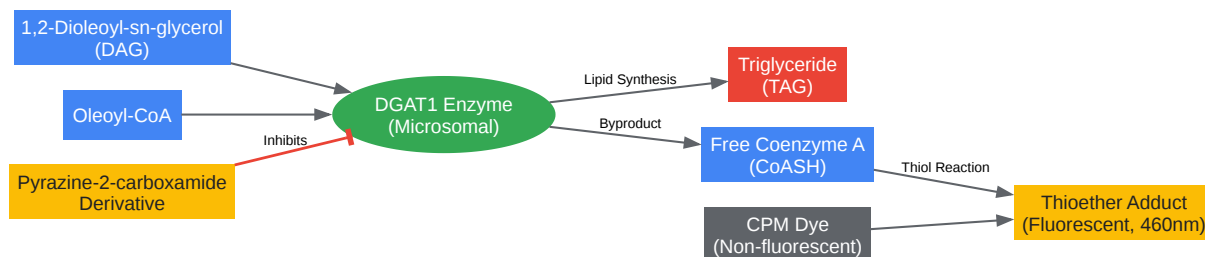 1,2-Dioleoyl-sn-glycerol
(DAG)
Oleoyl-CoA
Inhibits
Pyrazine-2-carboxamide
Derivative
DGAT1 Enzyme
(Microsomal)
Lipid Synthesis
Triglyceride
(TAG)
Byproduct
Free Coenzyme A
(CoASH)
Thiol Reaction
CPM Dye
(Non-fluorescent)
Thioether Adduct
(Fluorescent, 460nm)